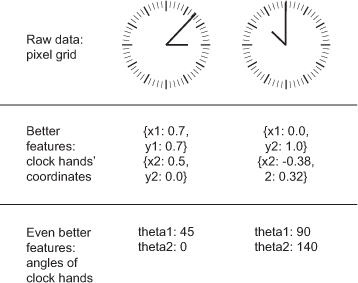 Raw data:
pixel grid
Better
features:
clock hands’
coordinates
{x1: 0.7,
y1: 0.7}
{x2: 0.5,
y2: 0.0}
{x1: 0.0,
y2: 1.0}
{x2: -0.38,
2: 0.32}
Even better
features:
angles of
clock hands
theta1: 45
theta2: 0
theta1: 90
theta2: 140